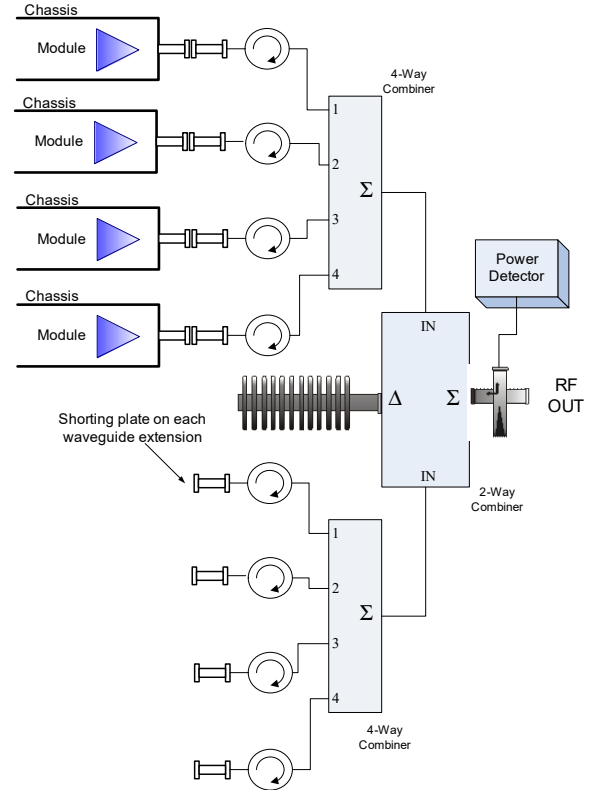 Chassis
Module
4-Way
Combiner
1
Chassis
Module
2
Σ
Chassis
Module
3
Power
Detector
4
Chassis
Module
IN
Δ
Σ
RF
OUT
Shorting plate on each
waveguide extension
IN
2-Way
Combiner
1
2
Σ
3
4
4-Way
Combiner